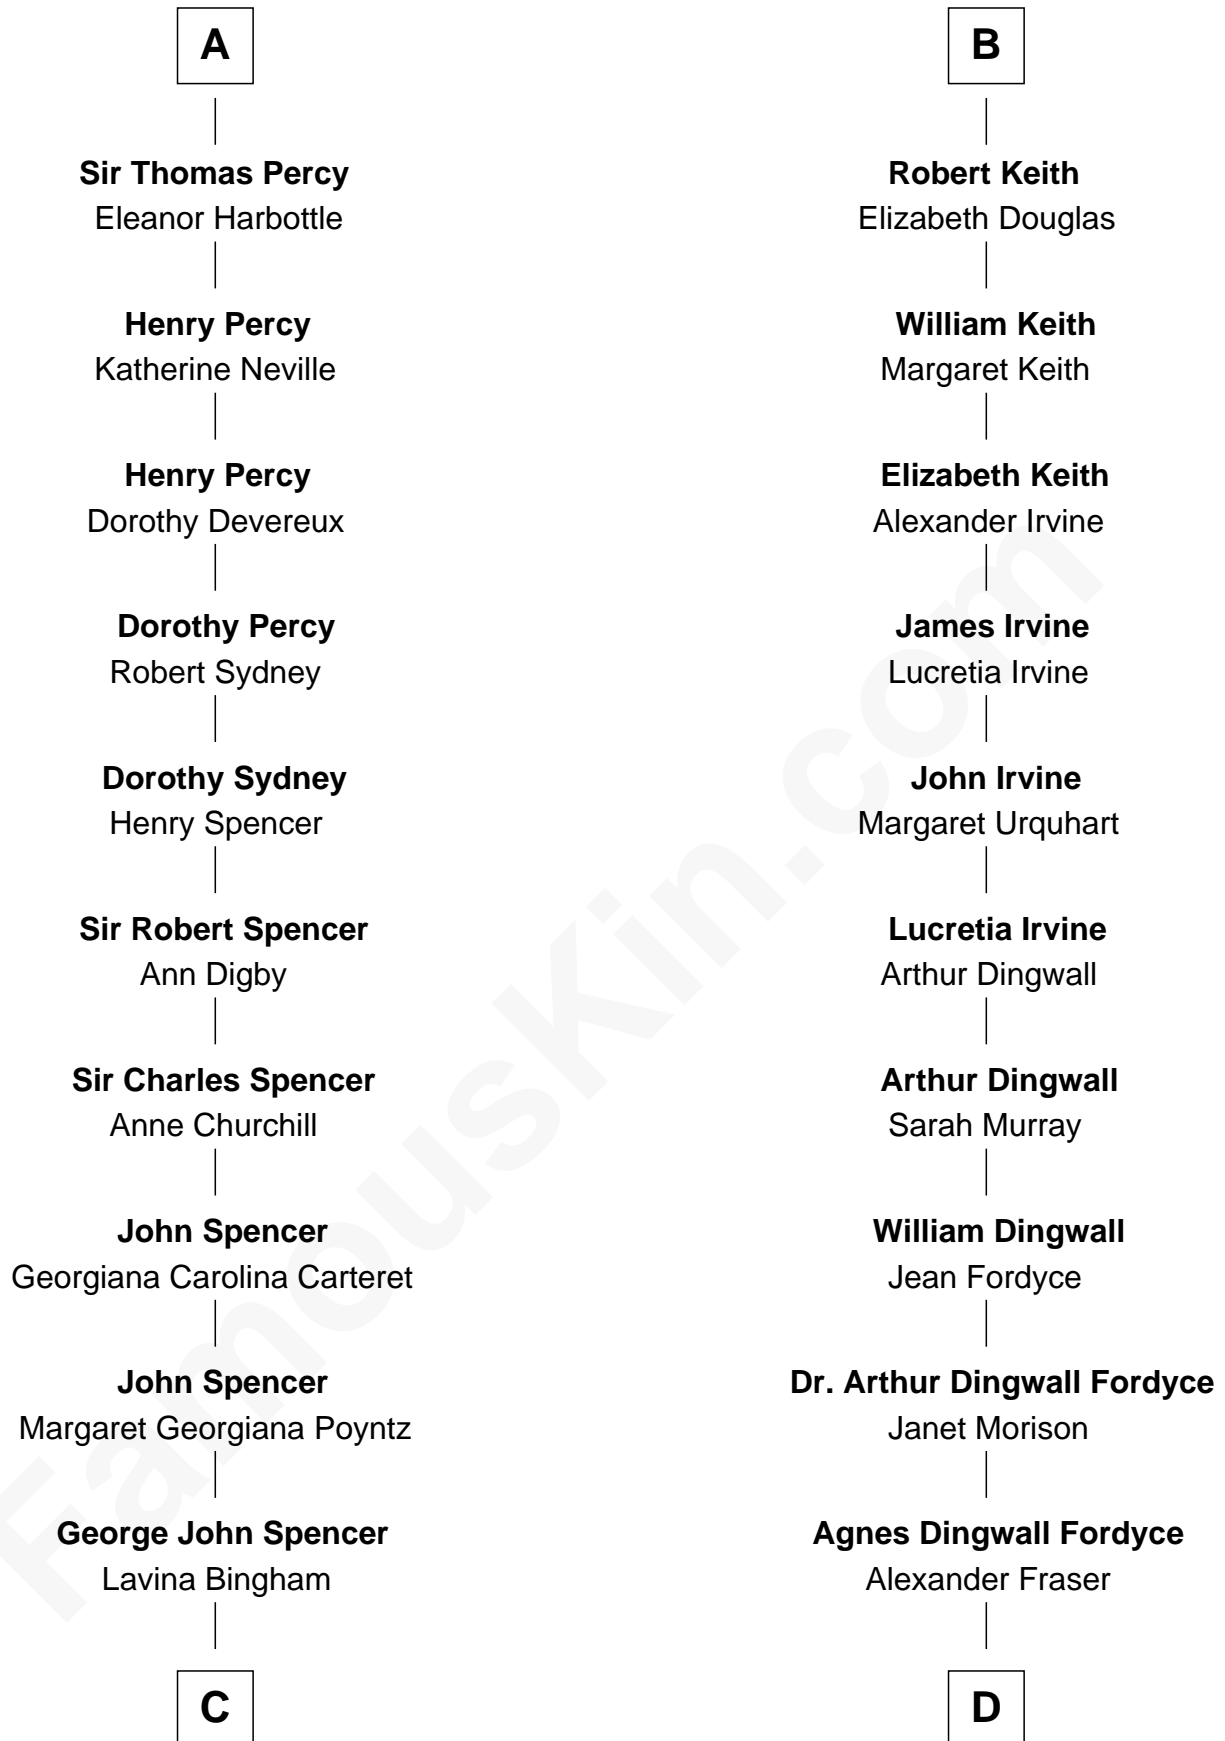 A
Sir Thomas Percy
Eleanor Harbottle
Henry Percy
Katherine Neville
Henry Percy
Dorothy Devereux
Dorothy Percy
Robert Sydney
Dorothy Sydney
Henry Spencer
Sir Robert Spencer
Ann Digby
Sir Charles Spencer
Anne Churchill
John Spencer
Georgiana Carolina Carteret
John Spencer
Margaret Georgiana Poyntz
George John Spencer
Lavina Bingham
C
B
Robert Keith
Elizabeth Douglas
William Keith
Margaret Keith
Elizabeth Keith
Alexander Irvine
James Irvine
Lucretia Irvine
John Irvine
Margaret Urquhart
Lucretia Irvine
Arthur Dingwall
Arthur Dingwall
Sarah Murray
William Dingwall
Jean Fordyce
Dr. Arthur Dingwall Fordyce
Janet Morison
Agnes Dingwall Fordyce
Alexander Fraser
D
FamousKin.com